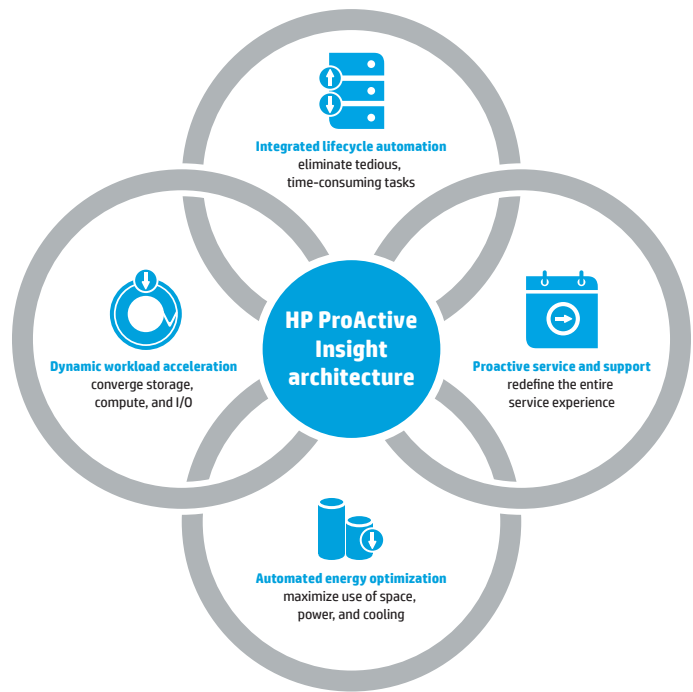 Integrated lifecycle automation
eliminate tedious,
time-consuming tasks
HP ProActive
Insight
architecture
Dynamic workload acceleration
converge storage,
compute, and I/O
Proactive service and support
redefine the entire
service experience
Automated energy optimization
maximize use of space,
power, and cooling